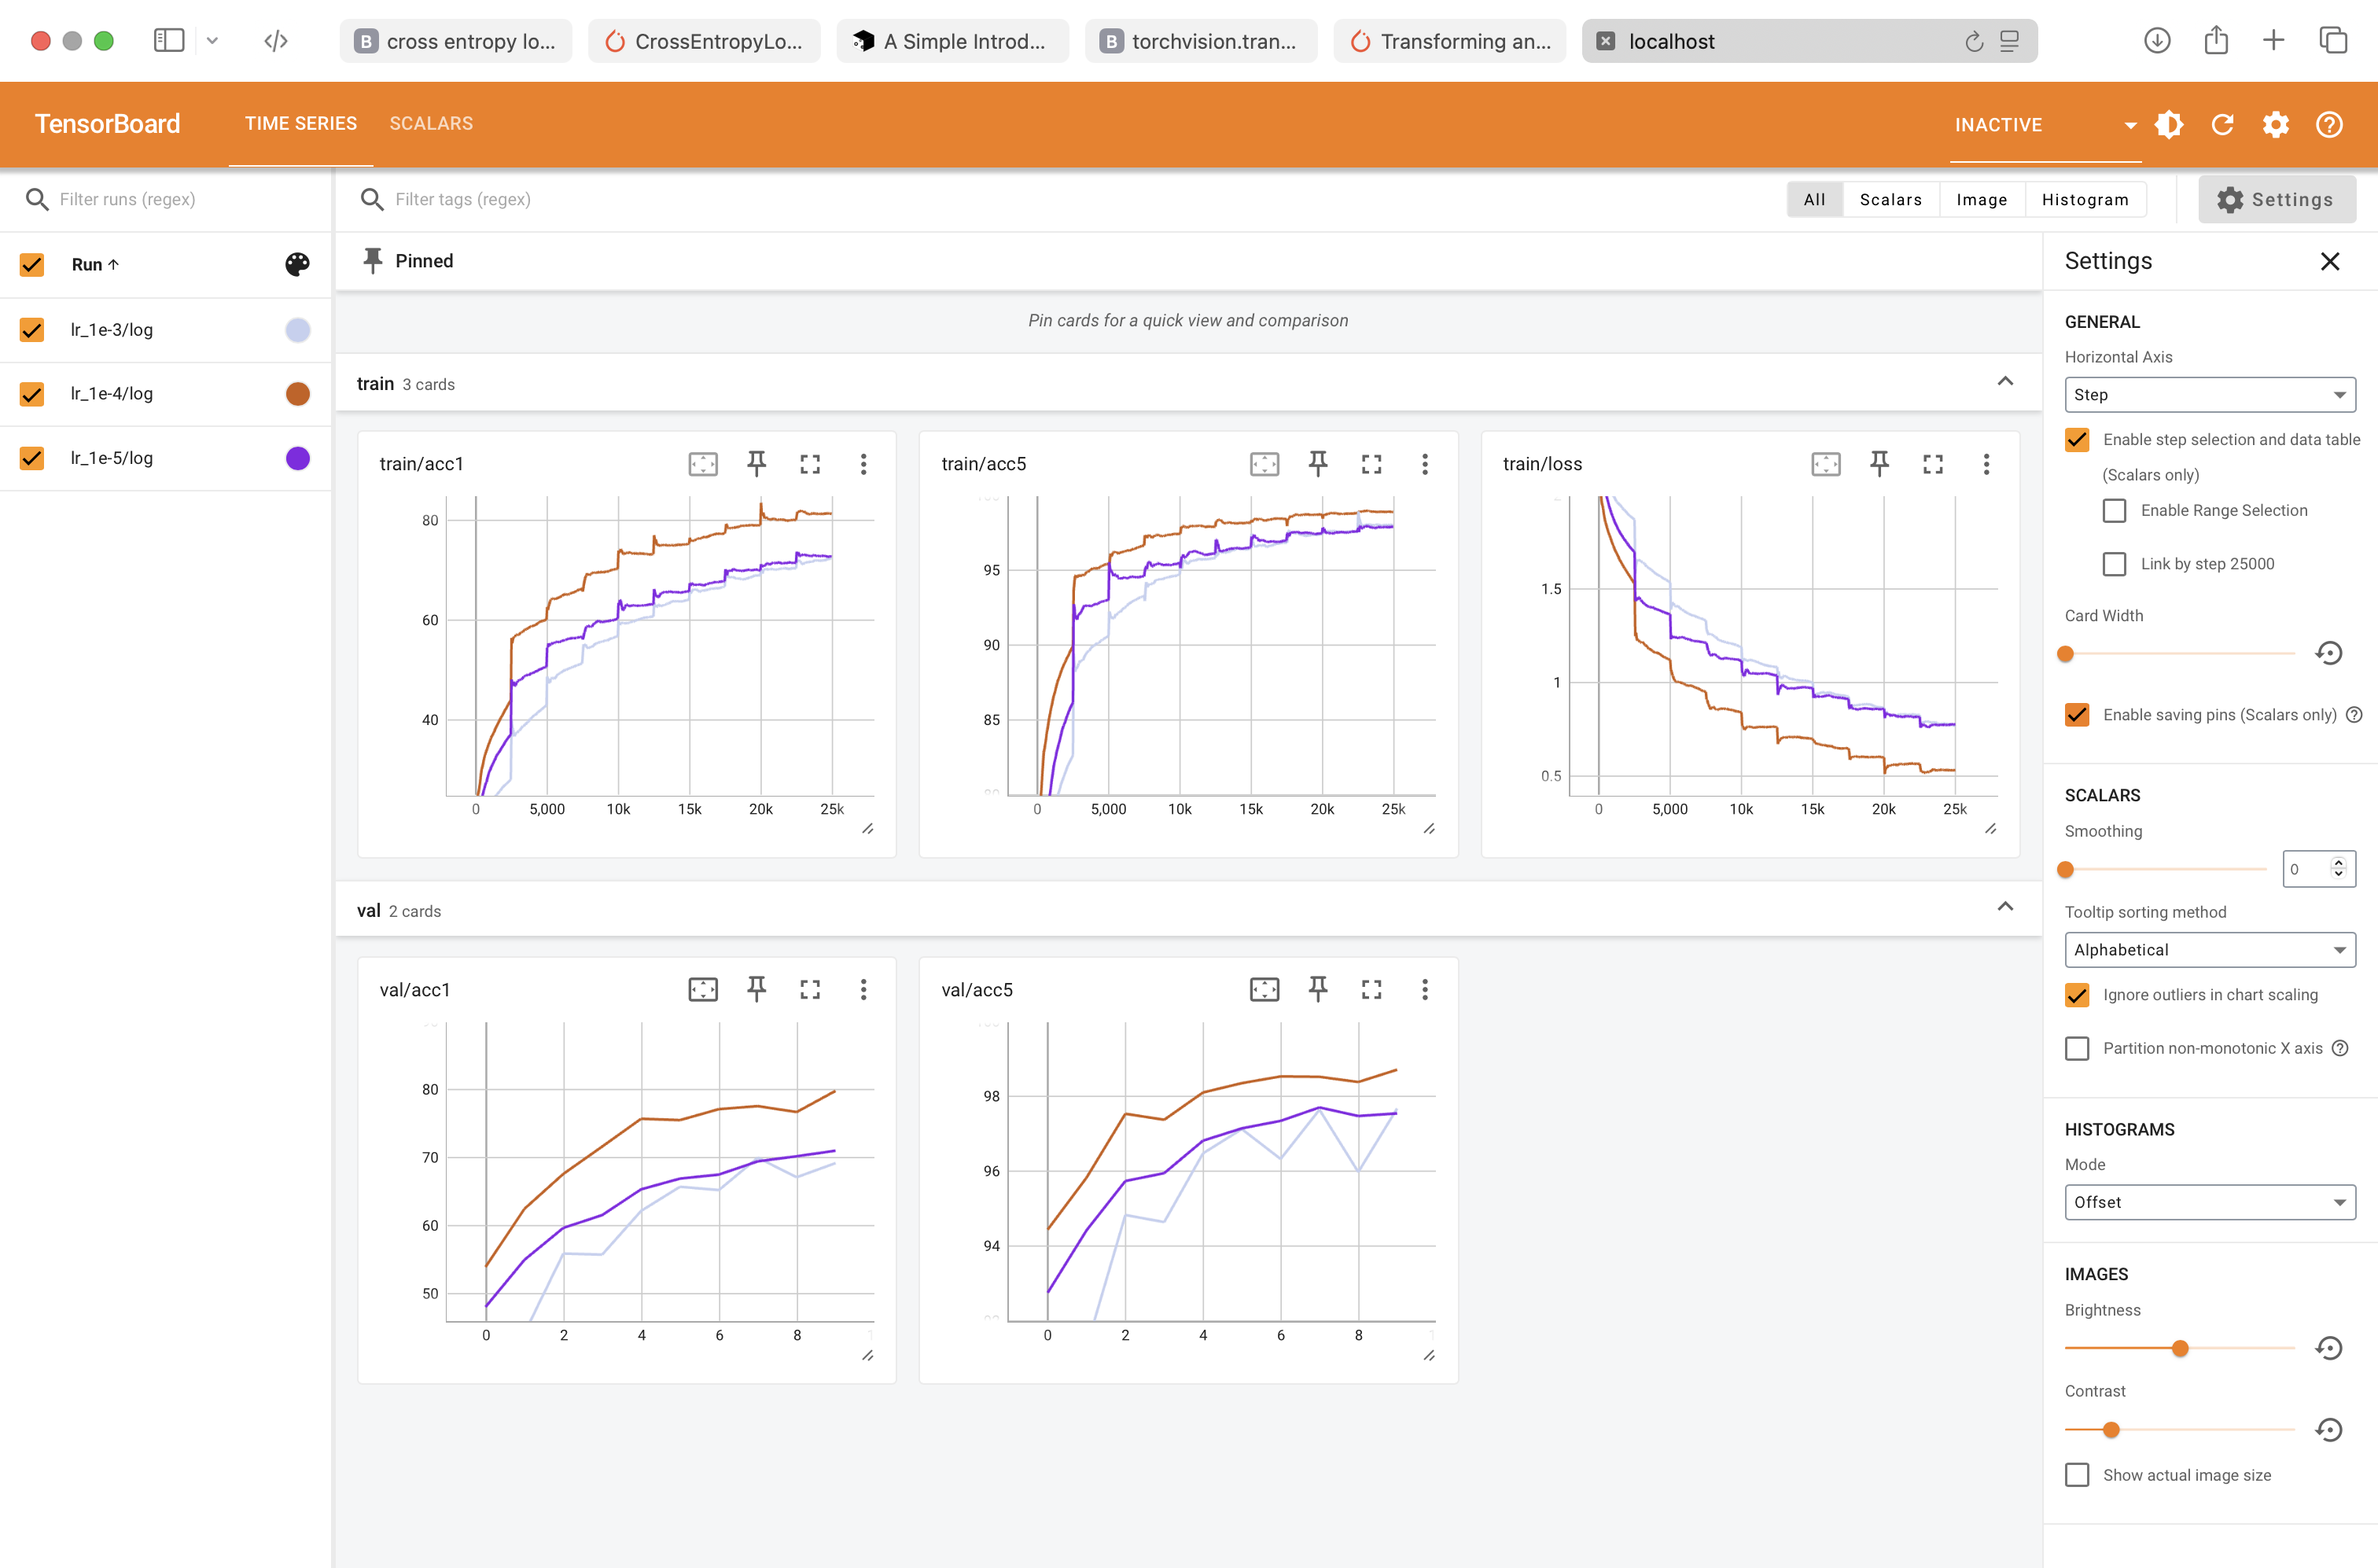 cross entropy lo...
CrossEntropyLo...
A Simple Introd...
B torchvision.tran...
Transforming an...
localhost
TensorBoard
TIME SERIES
SCALARS
INACTIVE
Filter runs (regex)
Filter tags (regex)
All
Scalars
Image
Histogram
Settings
Run
lr_1e-3/log
lr_1e-4/log
lr_1e-5/log
Pinned
Pin cards for a quick view and comparison
train 3 cards
train/acc1
80
60
40
0 5,000 10k 15k 20k 25k
train/acc5
95
90
85
0 5,000 10k 15k 20k 25k
train/loss
1.5
1
0.5
0 5,000 10k 15k 20k 25k
val 2 cards
val/acc1
80
70
60
50
0 2 4 6 8
val/acc5
98
96
94
0 2 4 6 8
Settings
GENERAL
Horizontal Axis
Step
Enable step selection and data table
(Scalars only)
Enable Range Selection
Link by step 25000
Card Width
Enable saving pins (Scalars only)
SCALARS
Smoothing
0
Tooltip sorting method
Alphabetical
Ignore outliers in chart scaling
Partition non-monotonic X axis
HISTOGRAMS
Mode
Offset
IMAGES
Brightness
Contrast
Show actual image size